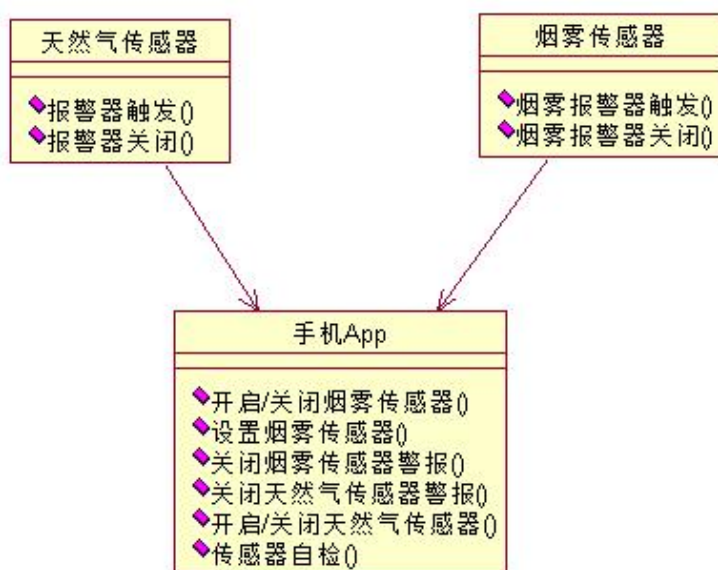 天然气传感器
报警器触发()
报警器关闭()
烟雾传感器
烟雾报警器触发()
烟雾报警器关闭()
手机App
开启/关闭烟雾传感器()
设置烟雾传感器()
关闭烟雾传感器警报()
关闭天然气传感器警报()
开启/关闭天然气传感器()
传感器自检()